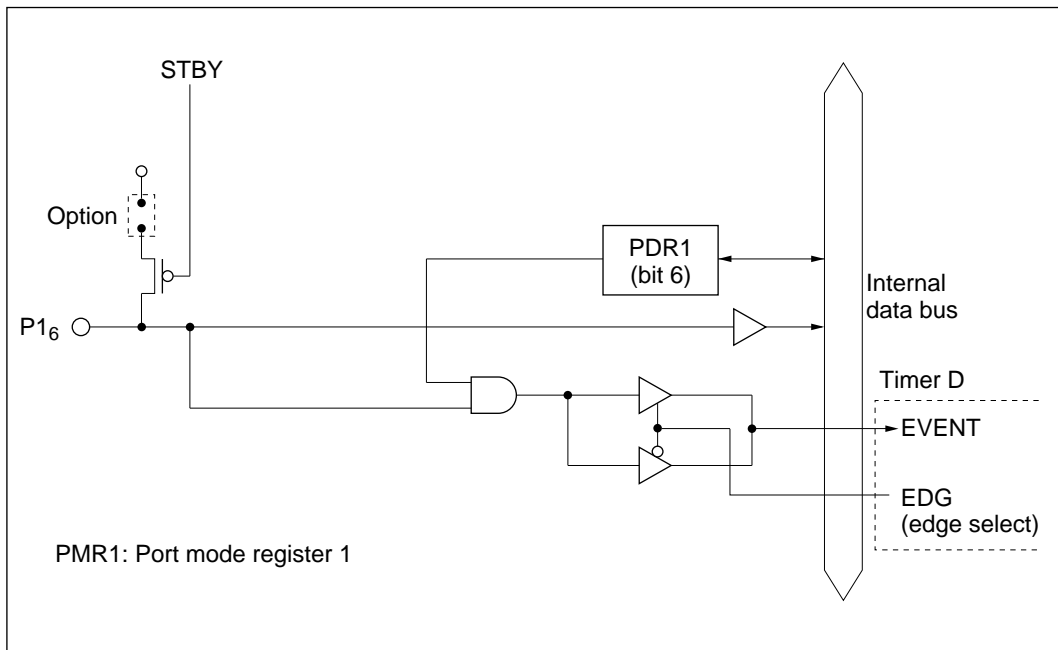 STBY
Option
PDR1
(bit 6)
Internal
data bus
P1₆
Timer D
EVENT
EDG
(edge select)
PMR1: Port mode register 1